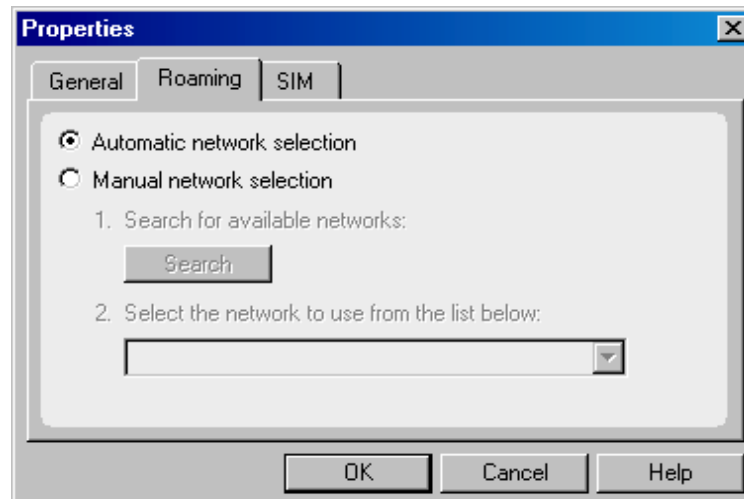 Properties
General Roaming SIM
Automatic network selection
Manual network selection
1. Search for available networks:
Search
2. Select the network to use from the list below:
OK Cancel Help